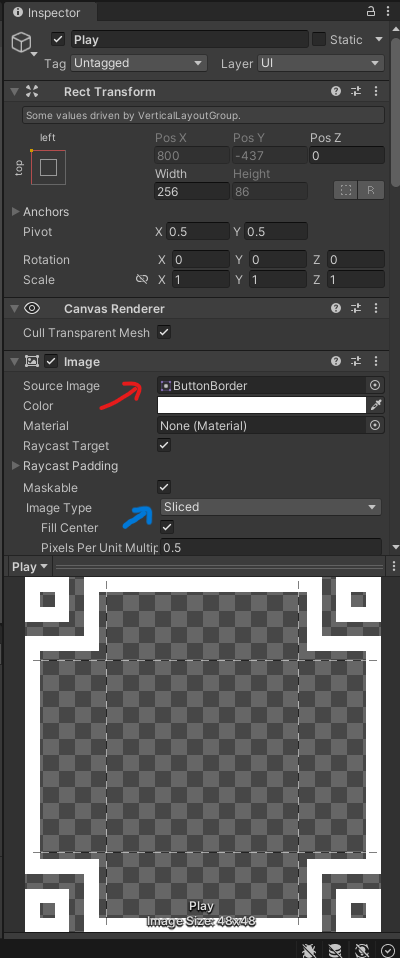 Inspector
Play
Static
Tag Untagged Layer UI
Rect Transform
Some values driven by VerticalLayoutGroup.
left
top
Pos X Pos Y Pos Z
800 -437 0
Width Height
256 86
R
Anchors
Pivot X 0.5 Y 0.5
Rotation X 0 Y 0 Z 0
Scale X 1 Y 1 Z 1
Canvas Renderer
Cull Transparent Mesh
Image
Source Image ButtonBorder
Color
Material None (Material)
Raycast Target
Raycast Padding
Maskable
Image Type Sliced
Fill Center
Pixels Per Unit Multip 0.5
Play
Play
Image Size: 48x48